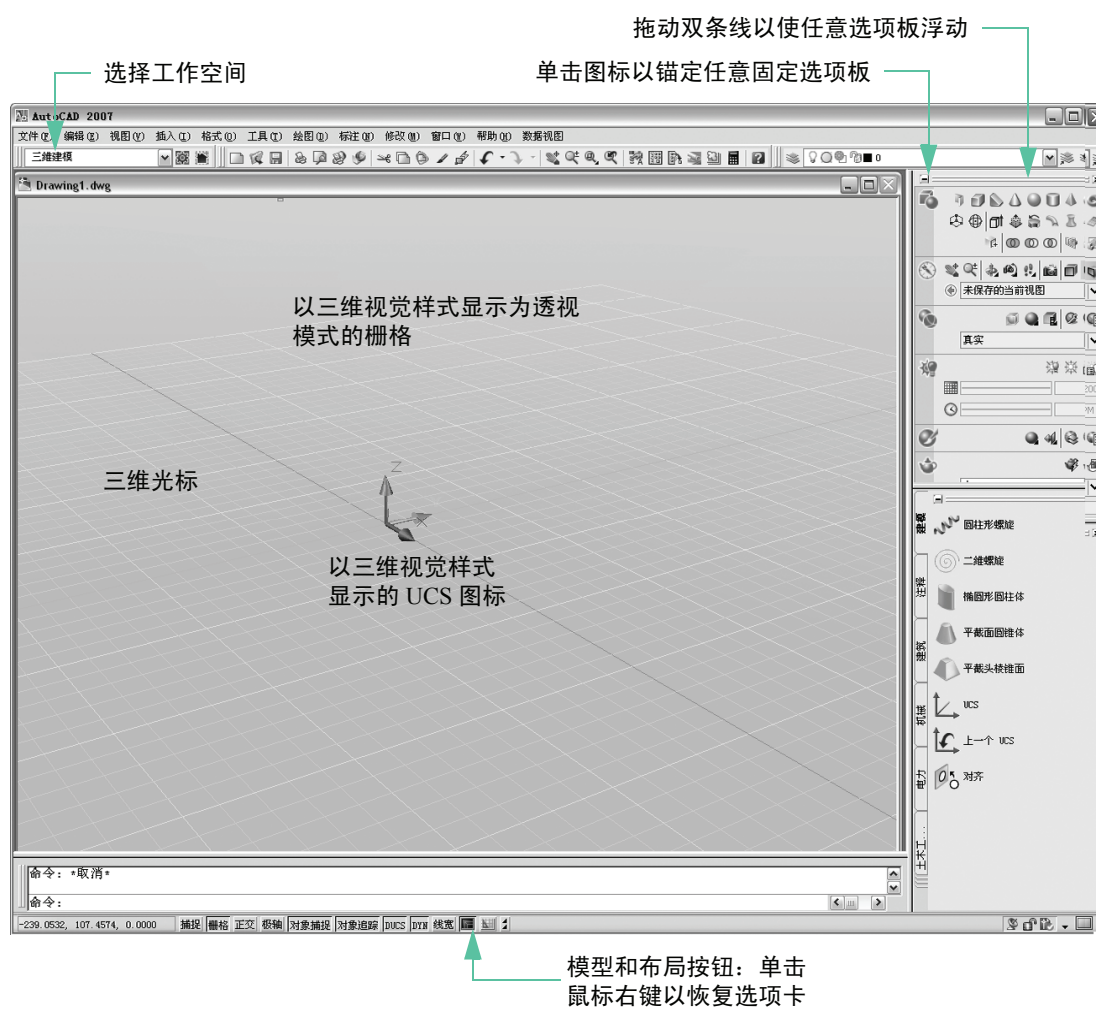 拖动双条线以使任意选项板浮动
选择工作空间
单击图标以锚定任意固定选项板
AutoCAD 2007
文件(F) 编辑(E) 视图(V) 插入(I) 格式(O) 工具(T) 绘图(D) 标注(N) 修改(M) 窗口(W) 帮助(H) 数据视图
三维建模
0
Drawing1.dwg
未保存的当前视图
真实
以三维视觉样式显示为透视
模式的栅格
三维光标
Z
X
以三维视觉样式
显示的 UCS 图标
建模
注释
建筑
机械
电力
土木工...
圆柱形螺旋
二维螺旋
椭圆形圆柱体
平截面圆锥体
平截头棱锥面
UCS
上一个 UCS
对齐
命令: *取消*
命令:
-239.0532, 107.4574, 0.0000 捕捉 栅格 正交 极轴 对象捕捉 对象追踪 DUCS DYN 线宽
模型和布局按钮：单击
鼠标右键以恢复选项卡